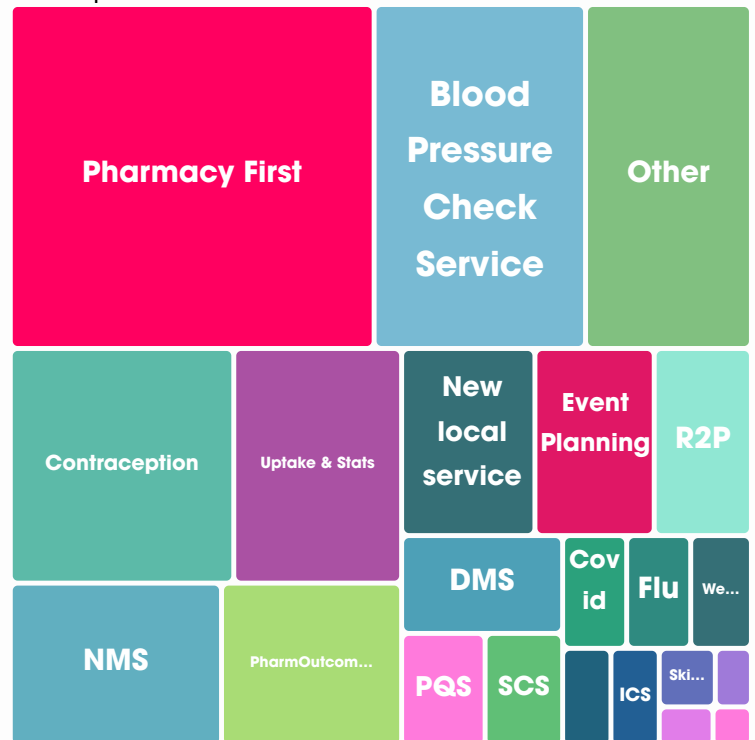 Pharmacy First
Blood
Pressure
Check
Service
Other
Contraception
Uptake & Stats
New
local
service
Event
Planning
R2P
NMS
PharmOutcom...
DMS
Cov
id
Flu
We...
PQS
SCS
ICS
Ski...